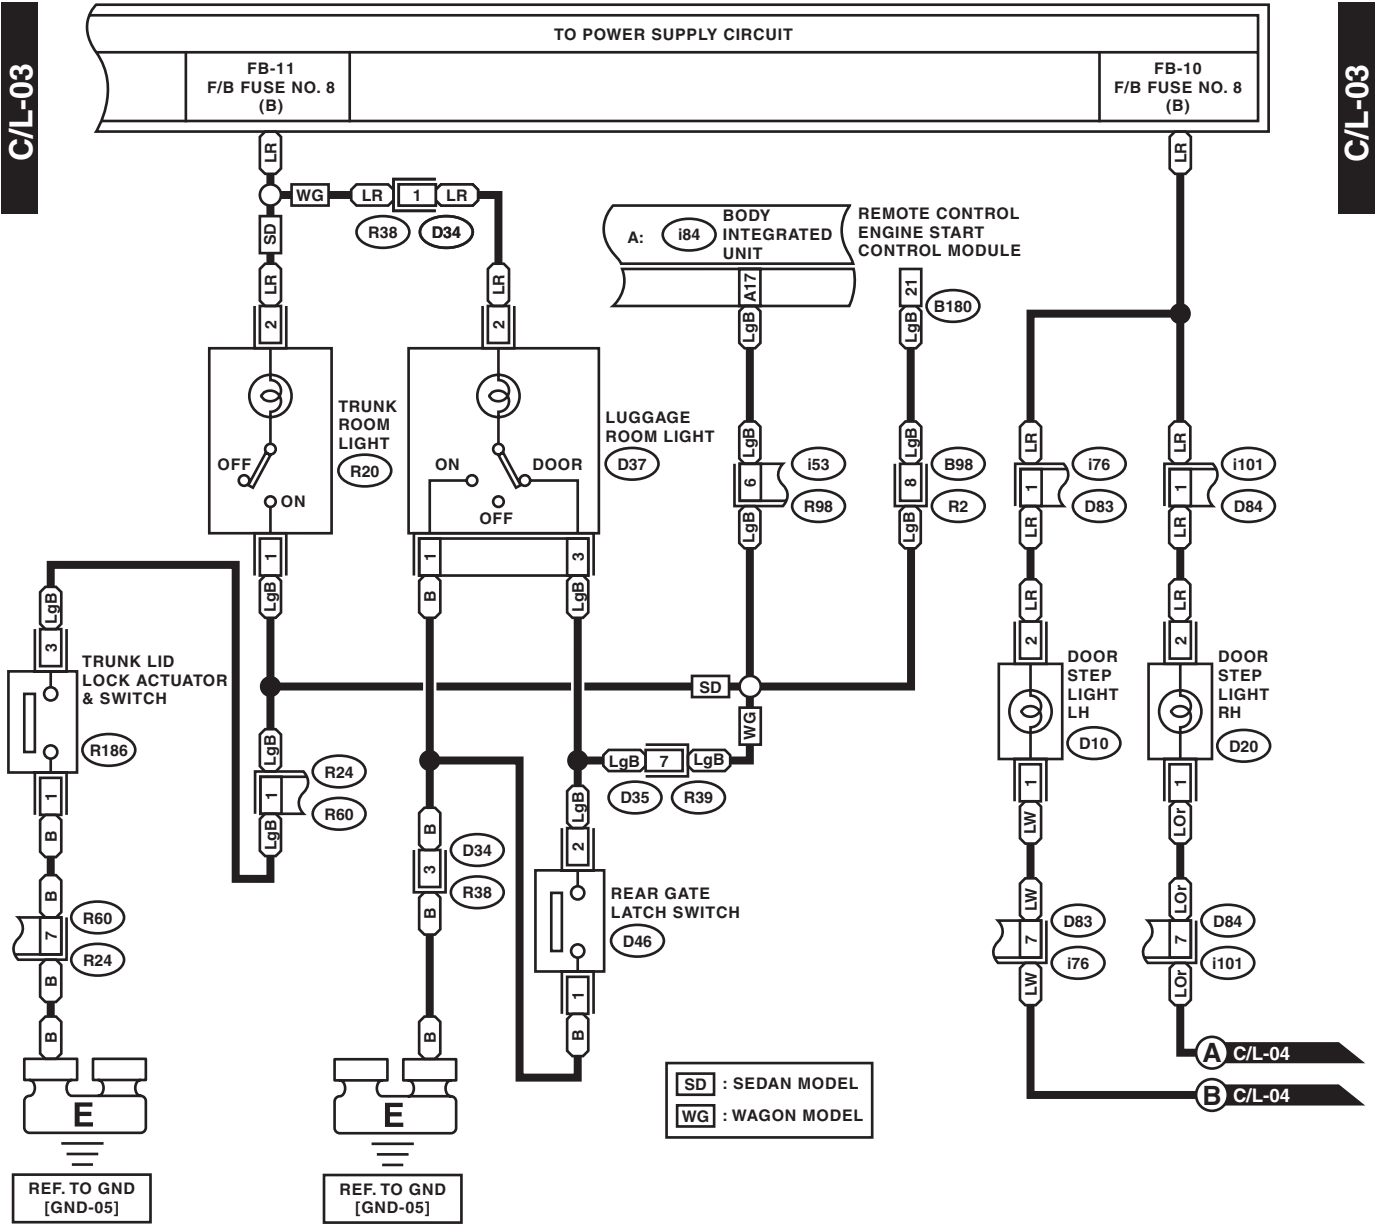 C/L-03
C/L-03
TO POWER SUPPLY CIRCUIT
FB-11
F/B FUSE NO. 8
(B)
FB-10
F/B FUSE NO. 8
(B)
LR
LR
WG
LR
1
LR
R38
D34
SD
LR
LR
2
2
A:
i84
BODY
INTEGRATED
UNIT
A17
LgB
REMOTE CONTROL
ENGINE START
CONTROL MODULE
21
B180
LgB
TRUNK
ROOM
LIGHT
R20
OFF
ON
1
LgB
LUGGAGE
ROOM LIGHT
D37
ON
DOOR
OFF
1
3
B
LgB
LgB
6
i53
R98
LgB
LgB
8
B98
R2
LgB
LR
1
i76
D83
LR
LR
1
i101
D84
LR
LgB
3
TRUNK LID
LOCK ACTUATOR
& SWITCH
R186
1
B
B
R60
7
R24
B
B
SD
WG
LgB
R24
1
R60
LgB
LgB
7
LgB
D35
R39
LgB
2
B
D34
3
R38
B
B
REAR GATE
LATCH SWITCH
D46
1
B
LR
2
DOOR
STEP
LIGHT
LH
D10
1
LW
LW
D83
7
i76
LW
LR
2
DOOR
STEP
LIGHT
RH
D20
1
LOr
LOr
D84
7
i101
LOr
A
C/L-04
B
C/L-04
E
REF. TO GND
[GND-05]
E
REF. TO GND
[GND-05]
SD : SEDAN MODEL
WG : WAGON MODEL